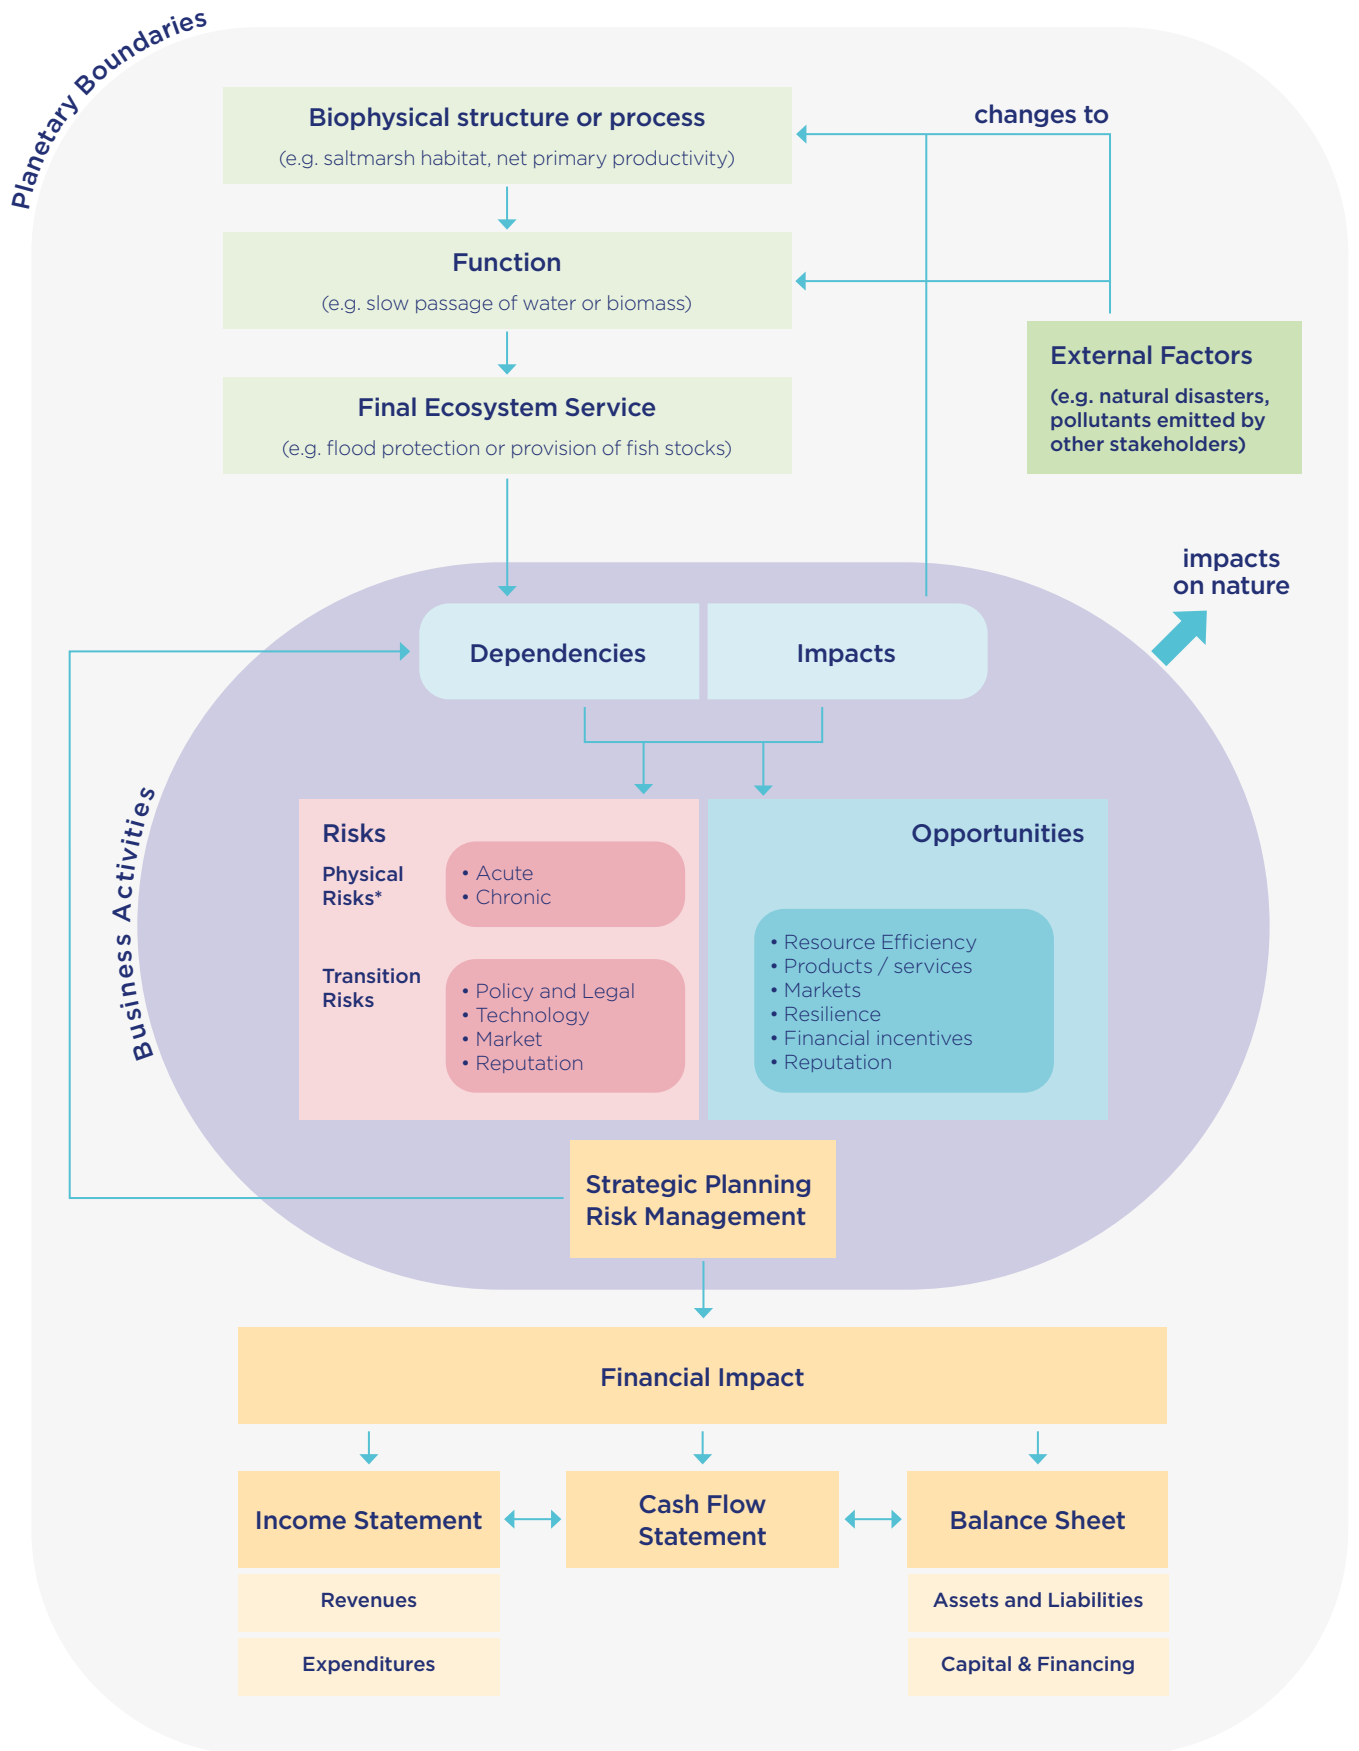 Planetary Boundaries
Biophysical structure or process
(e.g. saltmarsh habitat, net primary productivity)
changes to
Function
(e.g. slow passage of water or biomass)
External Factors
(e.g. natural disasters,
pollutants emitted by
other stakeholders)
Final Ecosystem Service
(e.g. flood protection or provision of fish stocks)
impacts
on nature
Business Activities
Dependencies
Impacts
Risks
Physical
Risks*
• Acute
• Chronic
Transition
Risks
• Policy and Legal
• Technology
• Market
• Reputation
Opportunities
• Resource Efficiency
• Products / services
• Markets
• Resilience
• Financial incentives
• Reputation
Strategic Planning
Risk Management
Financial Impact
Income Statement
Cash Flow
Statement
Balance Sheet
Revenues
Assets and Liabilities
Expenditures
Capital & Financing